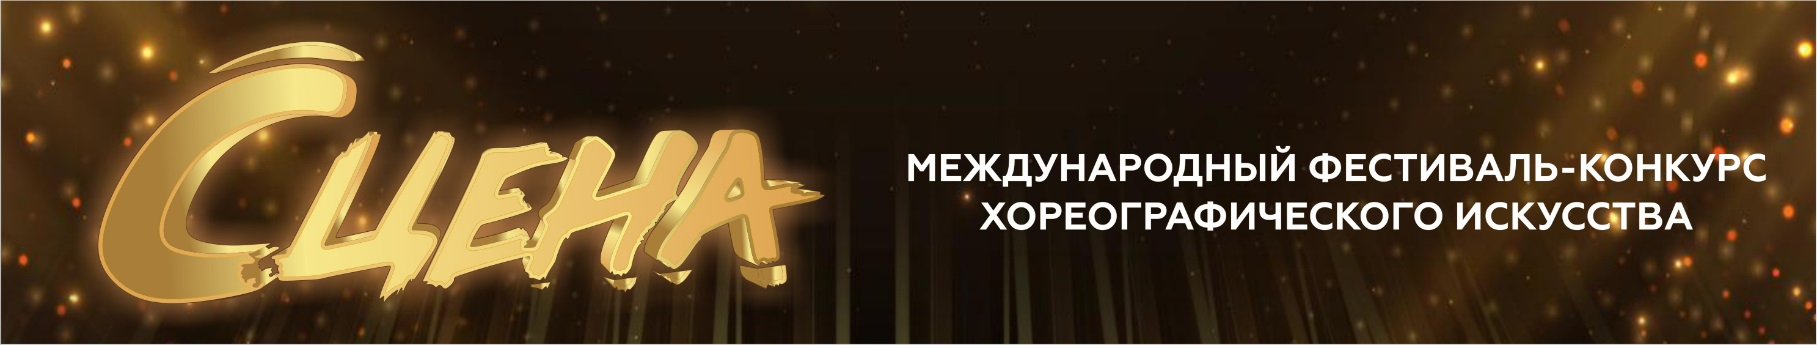 Сцена
МЕЖДУНАРОДНЫЙ ФЕСТИВАЛЬ-КОНКУРС
ХОРЕОГРАФИЧЕСКОГО ИСКУССТВА